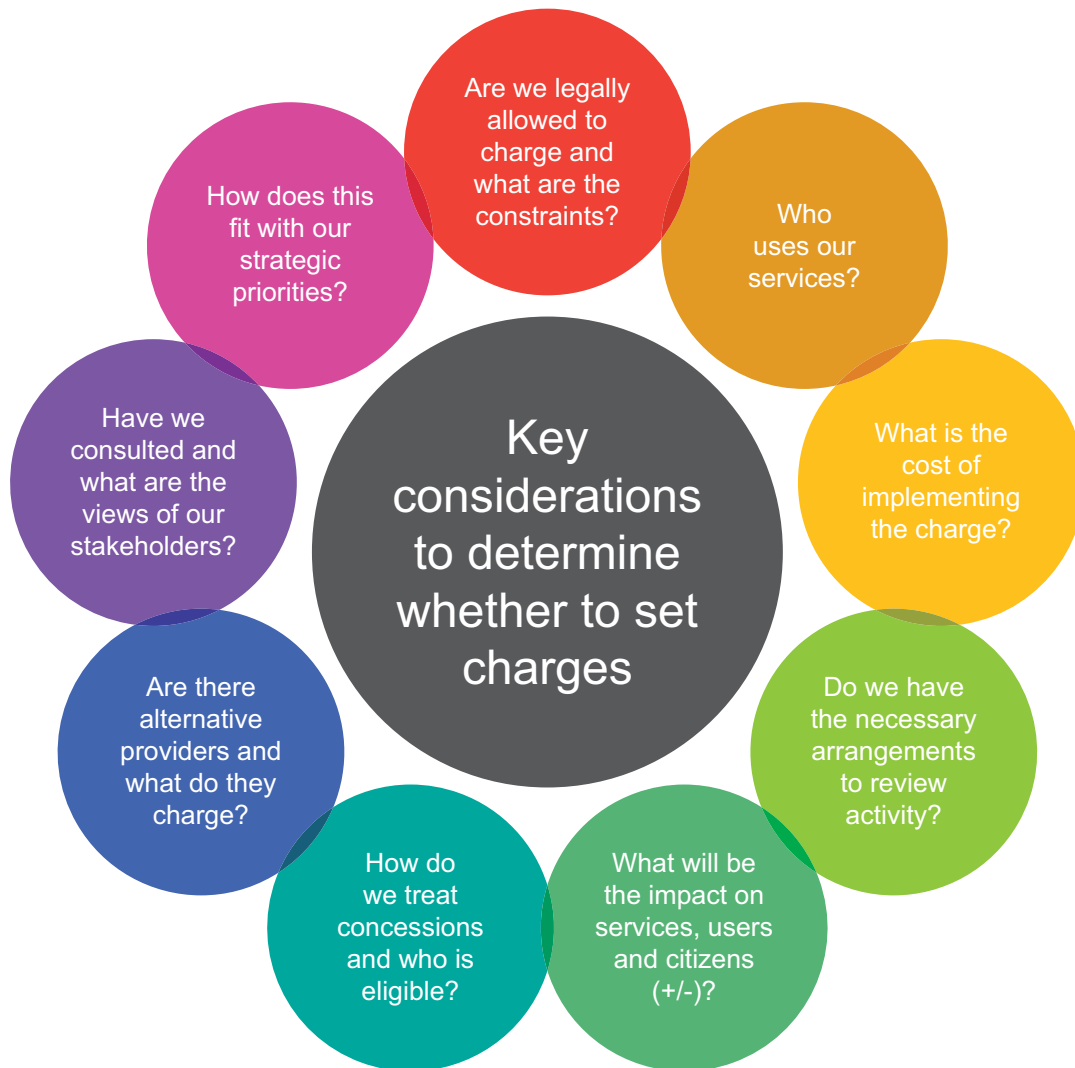 Are we legally
allowed to
charge and
what are the
constraints?
Who
uses our
services?
What is the
cost of
implementing
the charge?
Do we have
the necessary
arrangements
to review
activity?
What will be
the impact on
services, users
and citizens
(+/-)?
How do
we treat
concessions
and who is
eligible?
Are there
alternative
providers and
what do they
charge?
Have we
consulted and
what are the
views of our
stakeholders?
How does this
fit with our
strategic
priorities?
Key
considerations
to determine
whether to set
charges